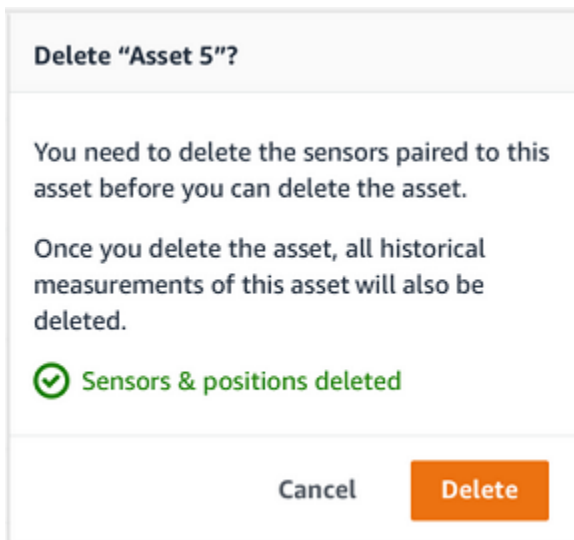 Delete “Asset 5”?
You need to delete the sensors paired to this
asset before you can delete the asset.
Once you delete the asset, all historical
measurements of this asset will also be
deleted.
Sensors & positions deleted
Cancel Delete